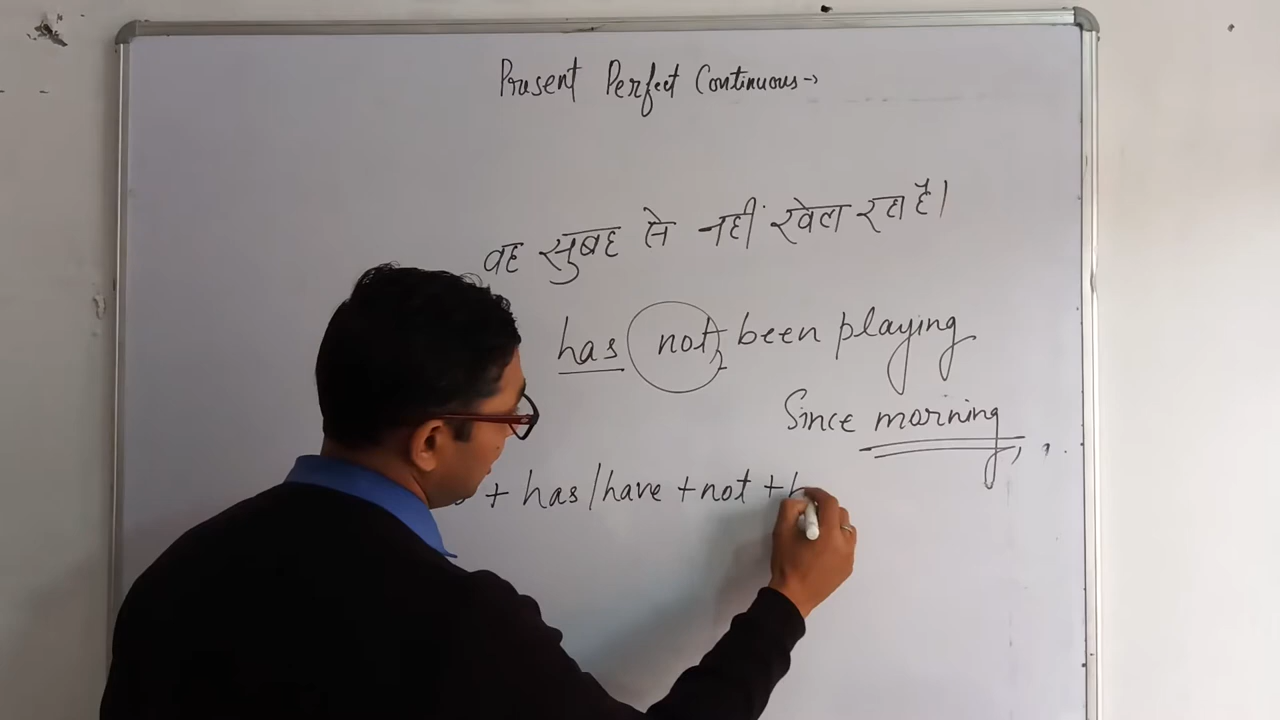 Present Perfect Continuous→
वह सुबह से नहीं खेल रहा है।
has not been playing
Since morning,
+ has/have +not +